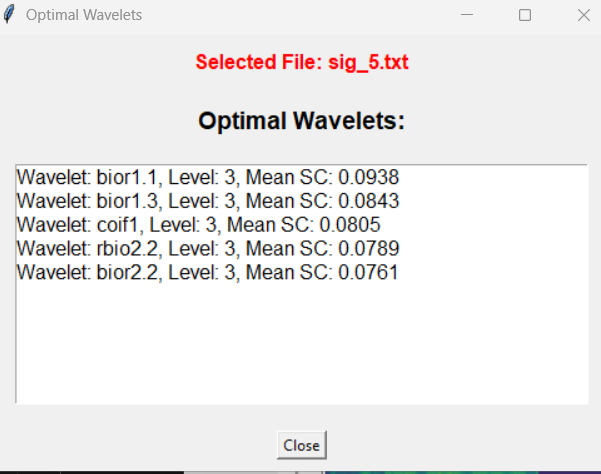 Optimal Wavelets
Selected File: sig_5.txt
Optimal Wavelets:
Wavelet: bior1.1, Level: 3, Mean SC: 0.0938
Wavelet: bior1.3, Level: 3, Mean SC: 0.0843
Wavelet: coif1, Level: 3, Mean SC: 0.0805
Wavelet: rbio2.2, Level: 3, Mean SC: 0.0789
Wavelet: bior2.2, Level: 3, Mean SC: 0.0761
Close